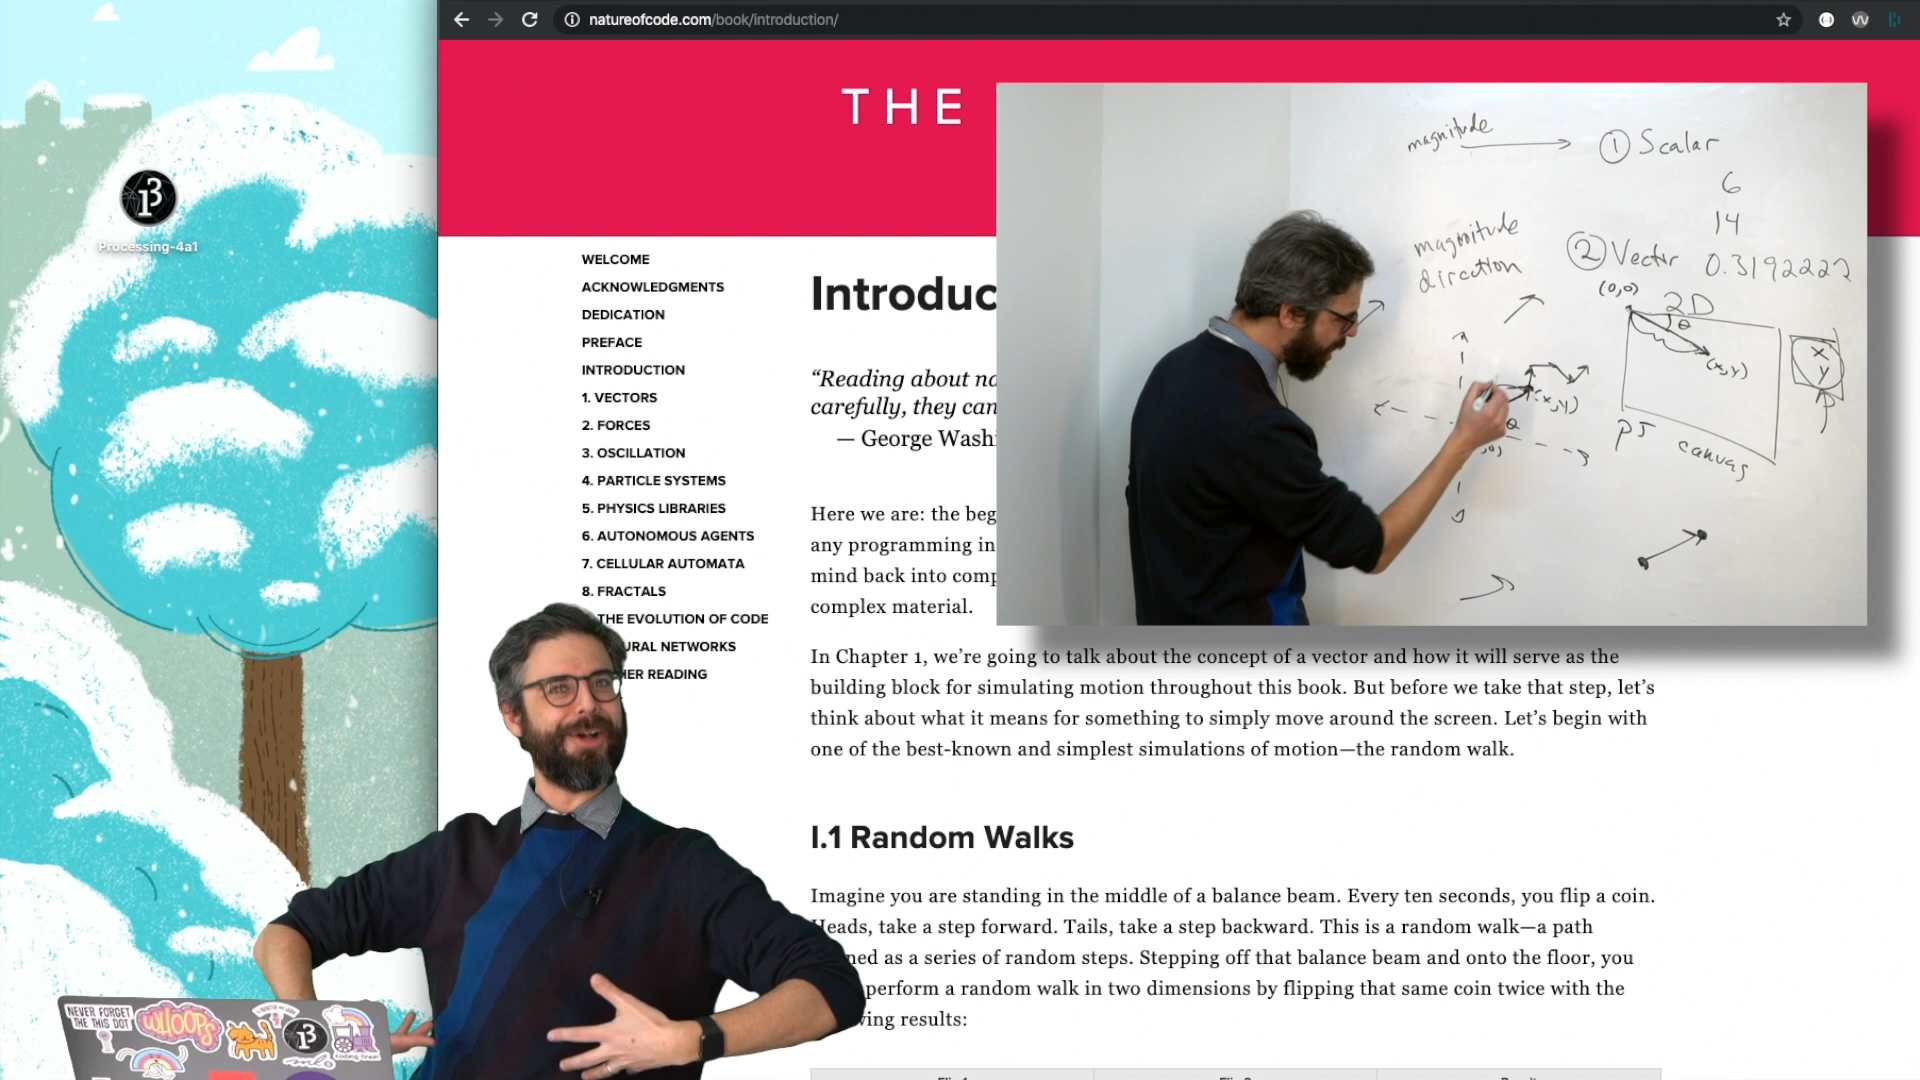 natureofcode.com/book/introduction/
THE
Processing-4a1
WELCOME
ACKNOWLEDGMENTS
DEDICATION
PREFACE
INTRODUCTION
1. VECTORS
2. FORCES
3. OSCILLATION
4. PARTICLE SYSTEMS
5. PHYSICS LIBRARIES
6. AUTONOMOUS AGENTS
7. CELLULAR AUTOMATA
8. FRACTALS
THE EVOLUTION OF CODE
URAL NETWORKS
HER READING
Introduc
“Reading about na
carefully, they can
— George Washi
Here we are: the beg
any programming in
mind back into comp
complex material.
In Chapter 1, we’re going to talk about the concept of a vector and how it will serve as the
building block for simulating motion throughout this book. But before we take that step, let’s
think about what it means for something to simply move around the screen. Let’s begin with
one of the best-known and simplest simulations of motion—the random walk.
I.1 Random Walks
Imagine you are standing in the middle of a balance beam. Every ten seconds, you flip a coin.
Heads, take a step forward. Tails, take a step backward. This is a random walk—a path
ned as a series of random steps. Stepping off that balance beam and onto the floor, you
perform a random walk in two dimensions by flipping that same coin twice with the
wing results:
magnitude
1 Scalar
6
14
magnitude
direction
2 Vector 0.3192222
(0,0)
2D
θ
(x,y)
x
y
(x,y)
θ
p5 canvas
NEVER FORGET
THE THIS DOT
WHOOPS
coding train